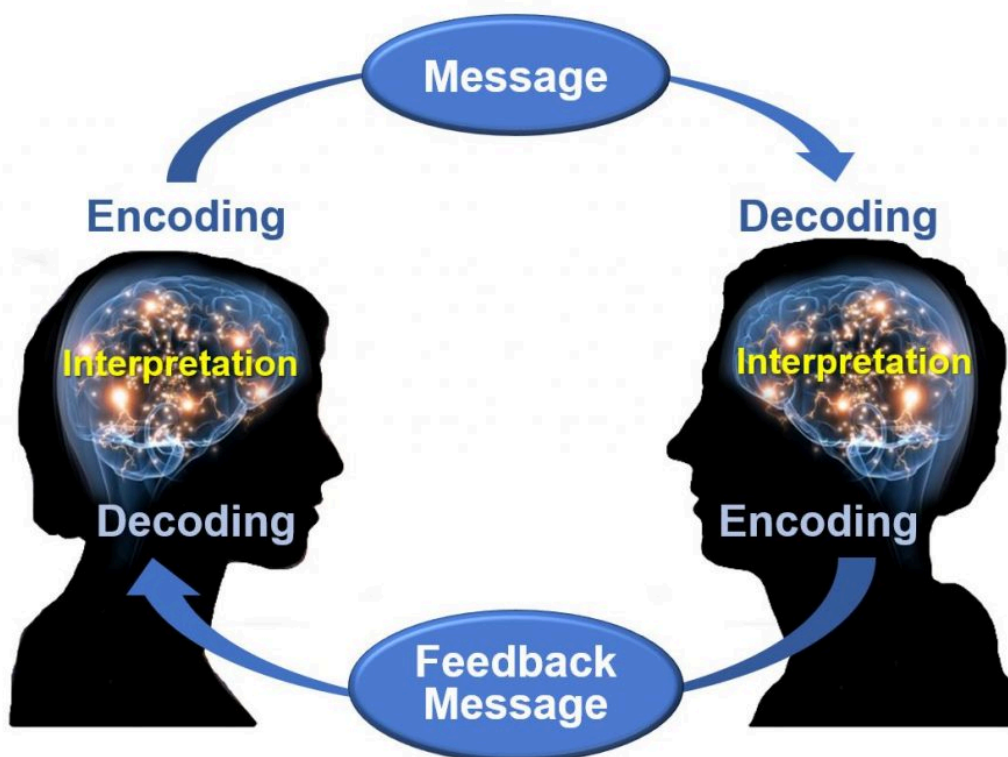 Message
Encoding
Decoding
Interpretation
Interpretation
Decoding
Encoding
Feedback
Message